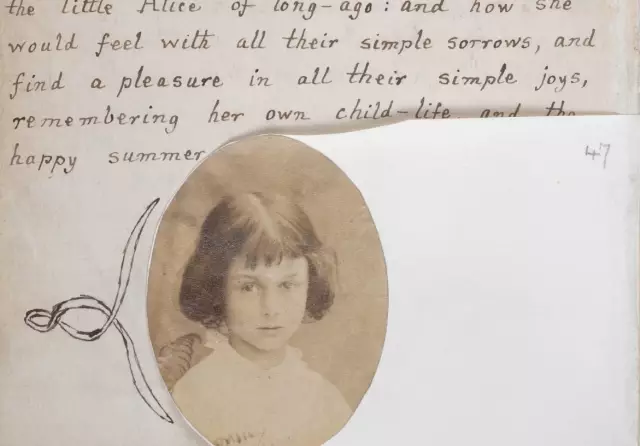 the little Alice of long-ago: and how she
would feel with all their simple sorrows, and
find a pleasure in all their simple joys,
remembering her own child-life, and the
happy summer
47